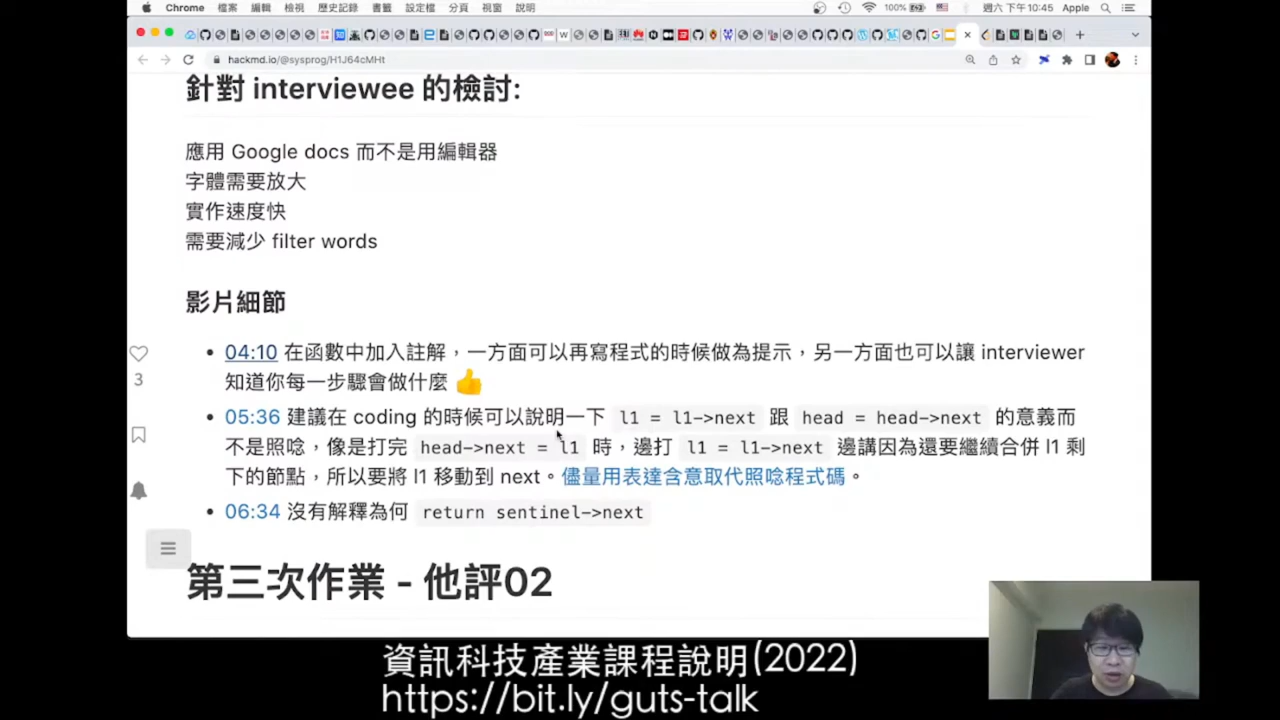 Chrome 檔案 編輯 檢視 歷史記錄 書籤 設定檔 分頁 視窗 說明 100% 週六下午10:45 Apple
hackmd.io/@sysprog/H1J64cMHt
針對 interviewee 的檢討:
應用 Google docs 而不是用編輯器
字體需要放大
實作速度快
需要減少 filter words
影片細節
04:10 在函數中加入註解，一方面可以再寫程式的時候做為提示，另一方面也可以讓 interviewer
知道你每一步驟會做什麼 👍
05:36 建議在 coding 的時候可以說明一下 l1 = l1->next 跟 head = head->next 的意義而
不是照唸，像是打完 head->next = l1 時，邊打 l1 = l1->next 邊講因為還要繼續合併 l1 剩
下的節點，所以要將 l1 移動到 next。儘量用表達含意取代照唸程式碼。
06:34 沒有解釋為何 return sentinel->next
3
第三次作業 - 他評02
資訊科技產業課程說明(2022)
https://bit.ly/guts-talk